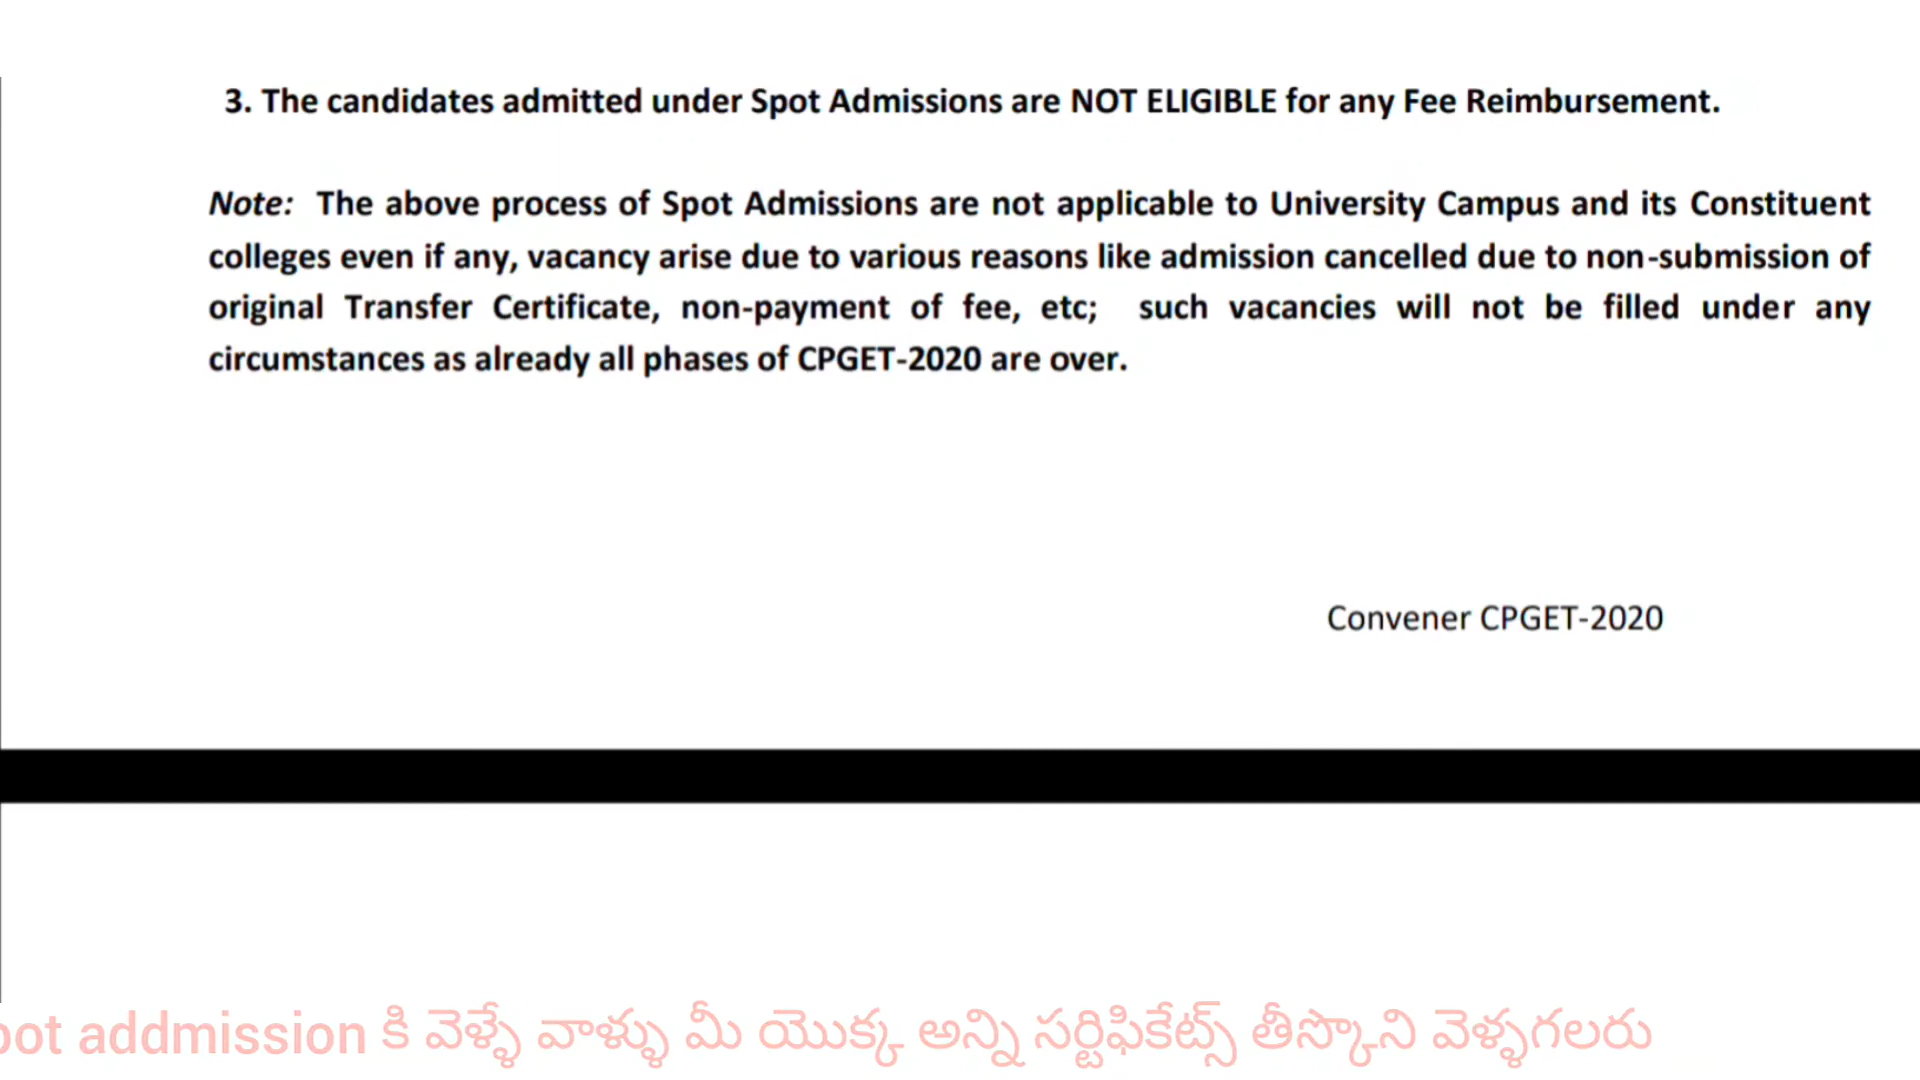 3. The candidates admitted under Spot Admissions are NOT ELIGIBLE for any Fee Reimbursement.
Note: The above process of Spot Admissions are not applicable to University Campus and its Constituent
colleges even if any, vacancy arise due to various reasons like admission cancelled due to non-submission of
original Transfer Certificate, non-payment of fee, etc; such vacancies will not be filled under any
circumstances as already all phases of CPGET-2020 are over.
Convener CPGET-2020
pot addmission కి వెళ్ళే వాళ్ళు మీ యొక్క అన్ని సర్టిఫికేట్స్ తీస్కొని వెళ్ళగలరు